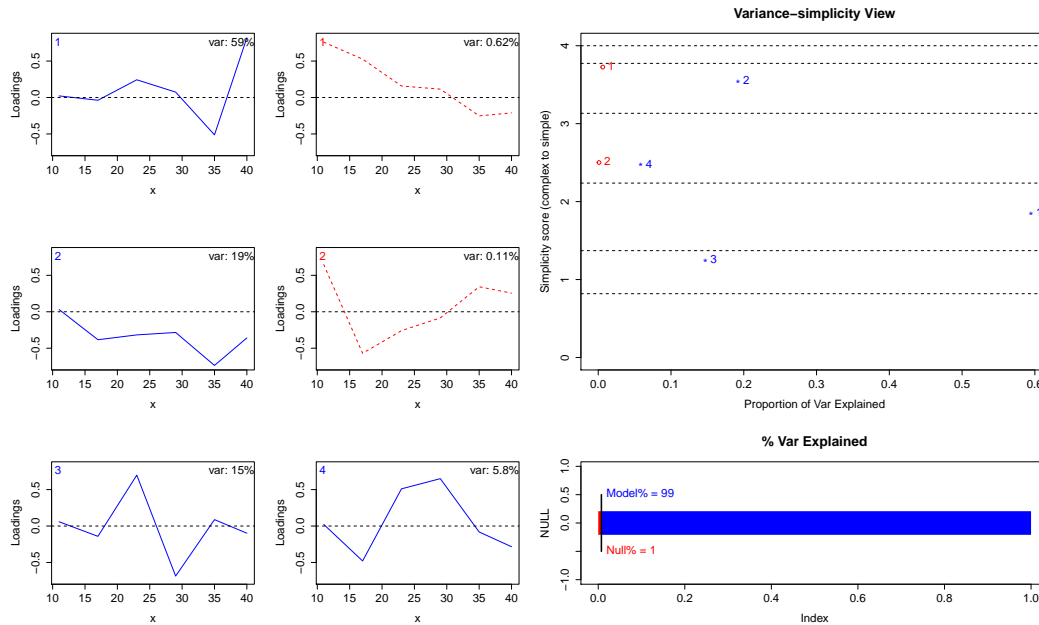 1
var: 59%
Loadings
0.5
0.0
−0.5
10 15 20 25 30 35 40
x
1
var: 0.62%
Loadings
0.5
0.0
−0.5
10 15 20 25 30 35 40
x
2
var: 19%
Loadings
0.5
0.0
−0.5
10 15 20 25 30 35 40
x
2
var: 0.11%
Loadings
0.5
0.0
−0.5
10 15 20 25 30 35 40
x
3
var: 15%
Loadings
0.5
0.0
−0.5
10 15 20 25 30 35 40
x
4
var: 5.8%
Loadings
0.5
0.0
−0.5
10 15 20 25 30 35 40
x
Variance−simplicity View
Simplicity score (complex to simple)
4
3
2
1
0
1
2
2
4
1
3
0.0 0.1 0.2 0.3 0.4 0.5 0.6
Proportion of Var Explained
% Var Explained
NULL
1.0
0.5
0.0
−1.0
Model% = 99
Null% = 1
0.0 0.2 0.4 0.6 0.8 1.0
Index